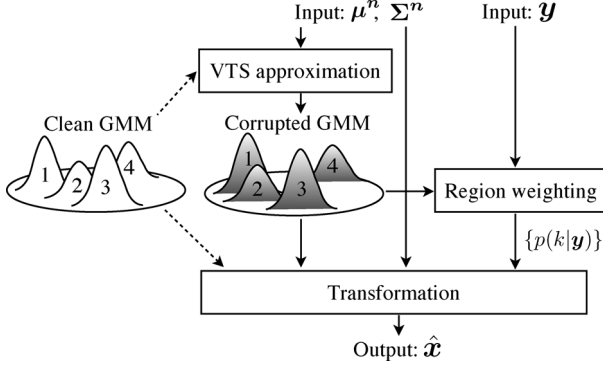 Input: μⁿ, Σⁿ
Input: y
VTS approximation
Clean GMM
Corrupted GMM
1 2 3 4
1 2 3 4
Region weighting
{p(k|y)}
Transformation
Output: x̂